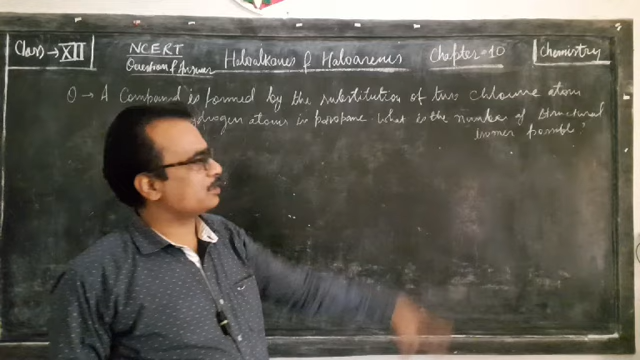 Class → XII
NCERT
Question & Answer
Haloalkanes & Haloarenes
Chapter-10
Chemistry
Q → A Compound is formed by the substitution of two chlorine atom
atoms in propane. What is the number of structural
isomer possible?